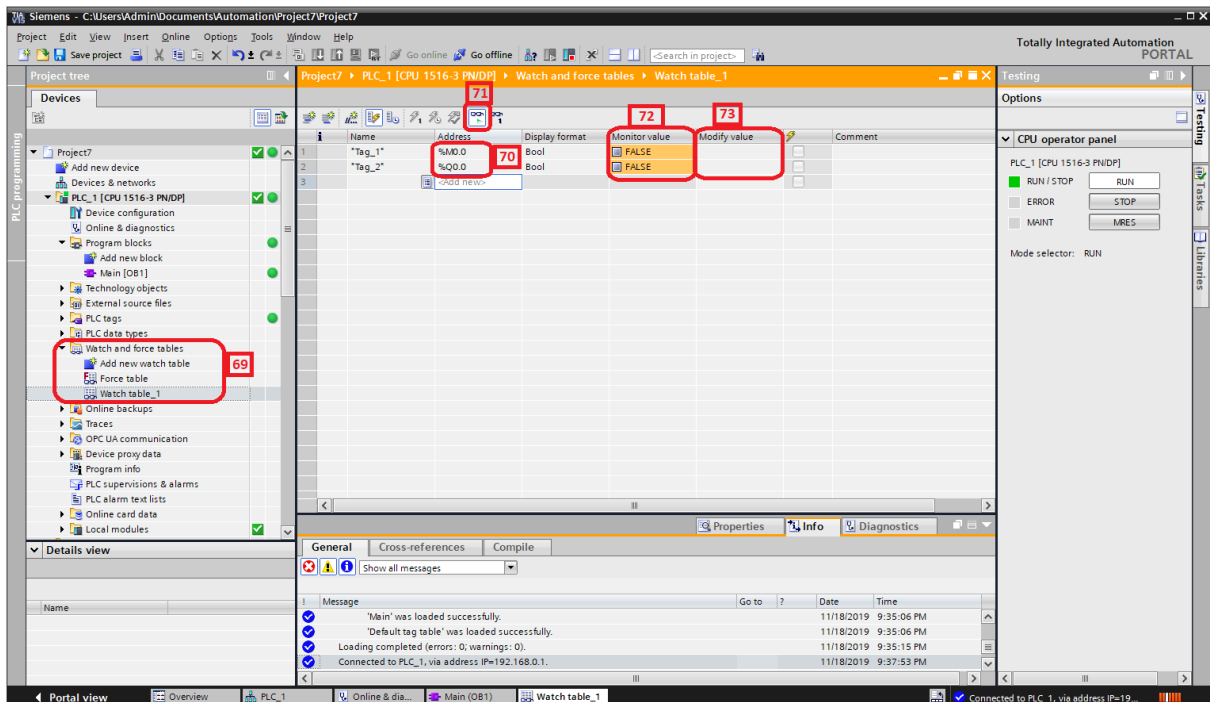 Siemens - C:\Users\Admin\Documents\Automation\Project7\Project7
Project Edit View Insert Online Options Tools Window Help
Totally Integrated Automation
PORTAL
Save project Go online Go offline <Search in project>
Project tree
Devices
PLC programming
Project7
Add new device
Devices & networks
PLC_1 [CPU 1516-3 PN/DP]
Device configuration
Online & diagnostics
Program blocks
Add new block
Main [OB1]
Technology objects
External source files
PLC tags
PLC data types
Watch and force tables
Add new watch table
69
Force table
Watch table_1
Online backups
Traces
OPC UA communication
Device proxy data
Program info
PLC supervisions & alarms
PLC alarm text lists
Online card data
Local modules
Details view
Name
Project7 PLC_1 [CPU 1516-3 PN/DP] Watch and force tables Watch table_1
71
72 73
i Name Address Display format Monitor value Modify value Comment
1 "Tag_1" %M0.0 Bool FALSE
70
2 "Tag_2" %Q0.0 Bool FALSE
3 <Add new>
Properties Info Diagnostics
General Cross-references Compile
Show all messages
! Message Go to ? Date Time
'Main' was loaded successfully. 11/18/2019 9:35:06 PM
'Default tag table' was loaded successfully. 11/18/2019 9:35:06 PM
Loading completed (errors: 0; warnings: 0). 11/18/2019 9:35:15 PM
Connected to PLC_1, via address IP=192.168.0.1. 11/18/2019 9:37:53 PM
Testing
Options
CPU operator panel
PLC_1 [CPU 1516-3 PN/DP]
RUN / STOP RUN
ERROR STOP
MAINT MRES
Mode selector: RUN
Testing
Tasks
Libraries
Portal view Overview PLC_1 Online & dia... Main (OB1) Watch table_1 Connected to PLC_1, via address IP=19...